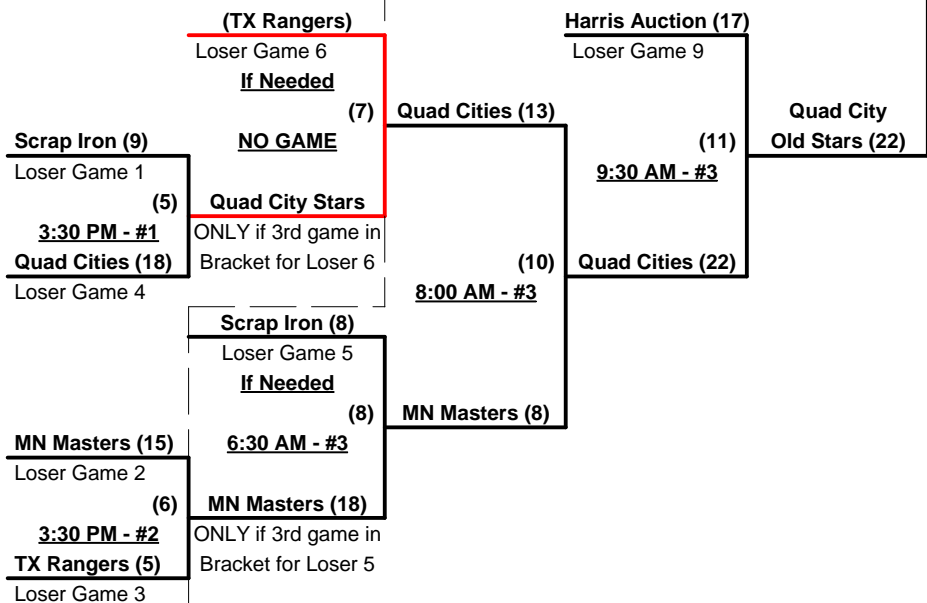 (TX Rangers)
Harris Auction (17)
Loser Game 6
Loser Game 9
If Needed
(7)
Quad Cities (13)
Quad City
Scrap Iron (9)
NO GAME
(11)
Old Stars (22)
Loser Game 1
9:30 AM - #3
(5)
Quad City Stars
3:30 PM - #1
ONLY if 3rd game in
Quad Cities (18)
Bracket for Loser 6
(10)
Quad Cities (22)
Loser Game 4
8:00 AM - #3
Scrap Iron (8)
Loser Game 5
If Needed
(8)
MN Masters (8)
MN Masters (15)
6:30 AM - #3
Loser Game 2
(6)
MN Masters (18)
3:30 PM - #2
ONLY if 3rd game in
TX Rangers (5)
Bracket for Loser 5
Loser Game 3